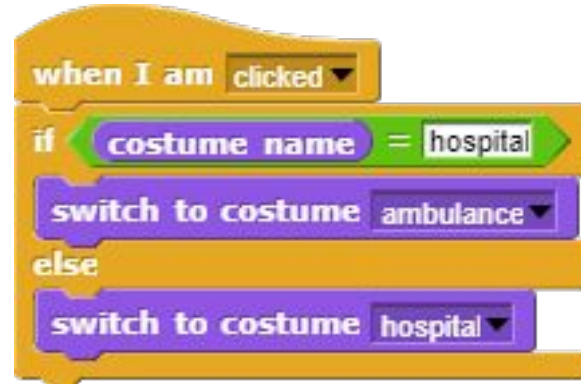 when I am clicked
if costume name = hospital
switch to costume ambulance
else
switch to costume hospital